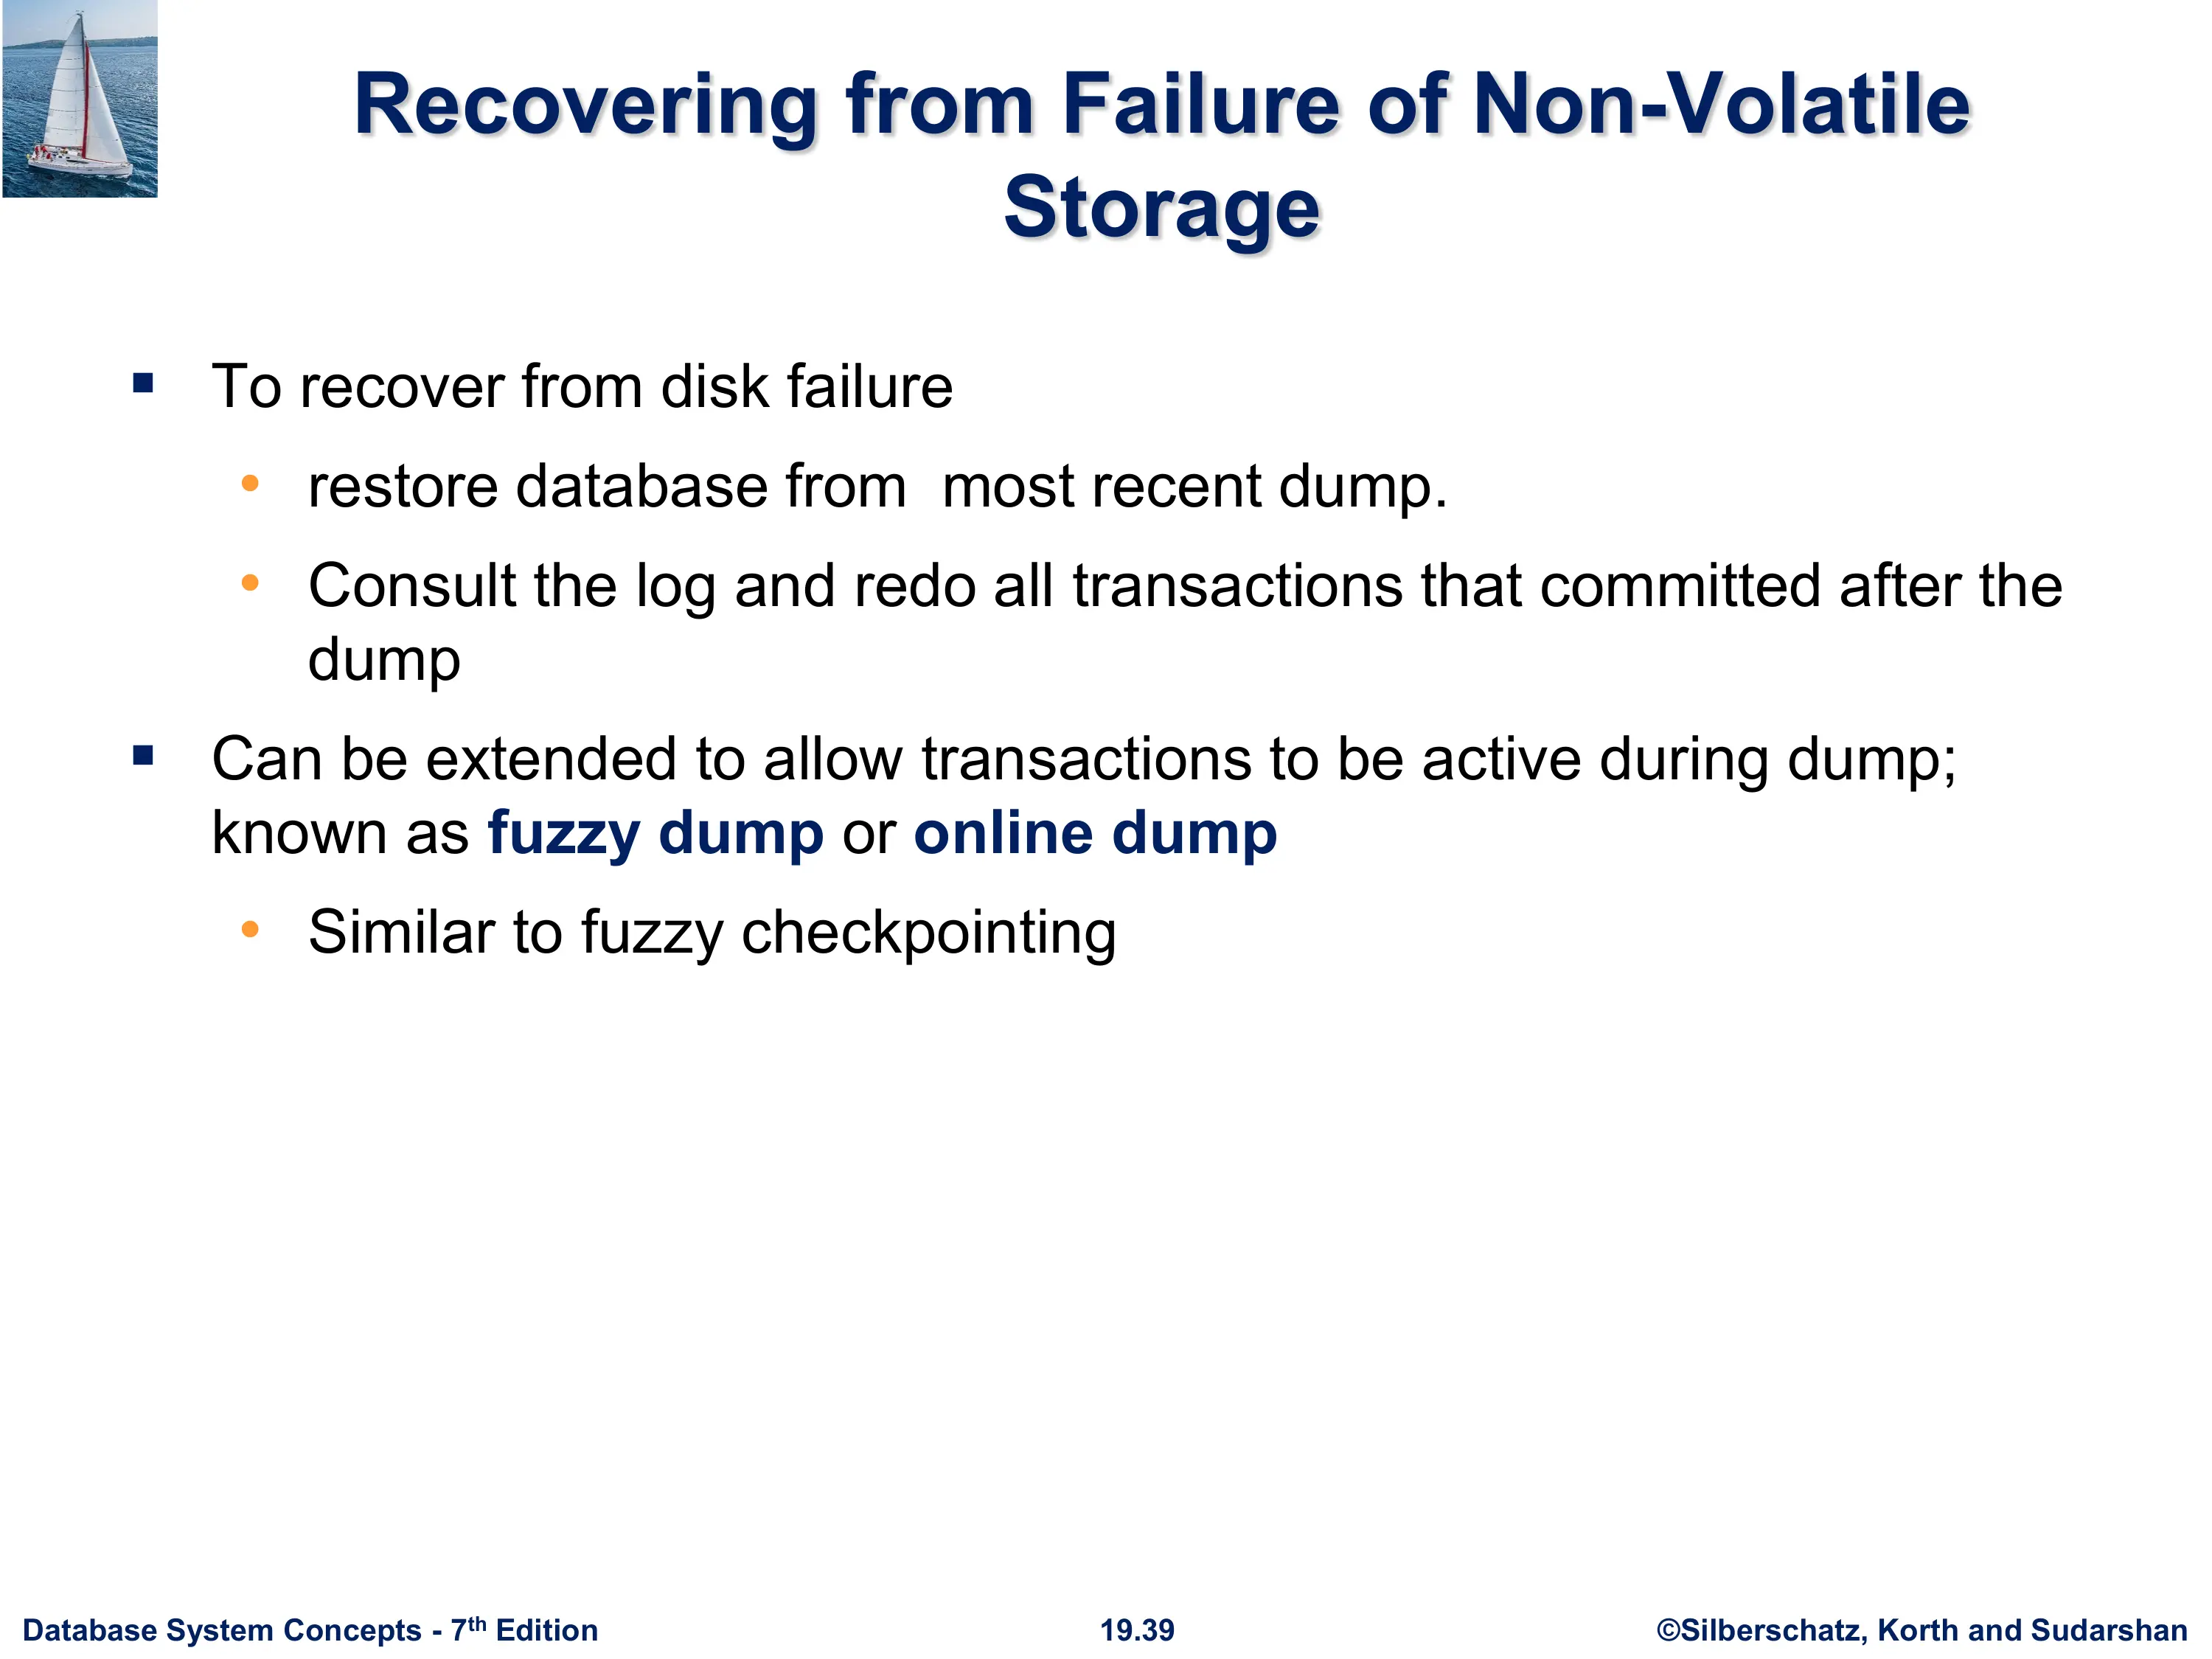 Recovering from Failure of Non-Volatile
Storage
▪ To recover from disk failure
• restore database from  most recent dump.
• Consult the log and redo all transactions that committed after the
dump
▪ Can be extended to allow transactions to be active during dump;
known as fuzzy dump or online dump
• Similar to fuzzy checkpointing
Database System Concepts - 7th Edition
19.39
©Silberschatz, Korth and Sudarshan